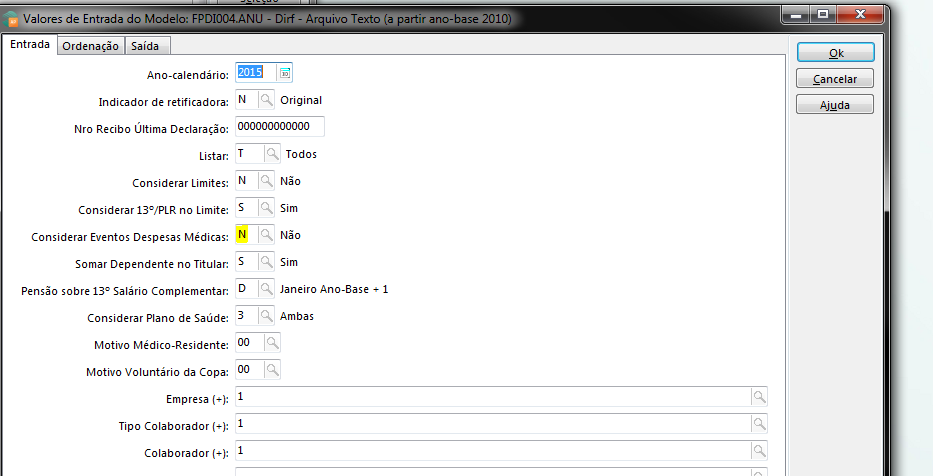 Seleção
Valores de Entrada do Modelo: FPDI004.ANU - Dirf - Arquivo Texto (a partir ano-base 2010)
Entrada Ordenação Saída
Ok
Cancelar
Ajuda
Ano-calendário: 2015
Indicador de retificadora: N Original
Nro Recibo Última Declaração: 000000000000
Listar: T Todos
Considerar Limites: N Não
Considerar 13º/PLR no Limite: S Sim
Considerar Eventos Despesas Médicas: N Não
Somar Dependente no Titular: S Sim
Pensão sobre 13º Salário Complementar: D Janeiro Ano-Base + 1
Considerar Plano de Saúde: 3 Ambas
Motivo Médico-Residente: 00
Motivo Voluntário da Copa: 00
Empresa (+): 1
Tipo Colaborador (+): 1
Colaborador (+): 1